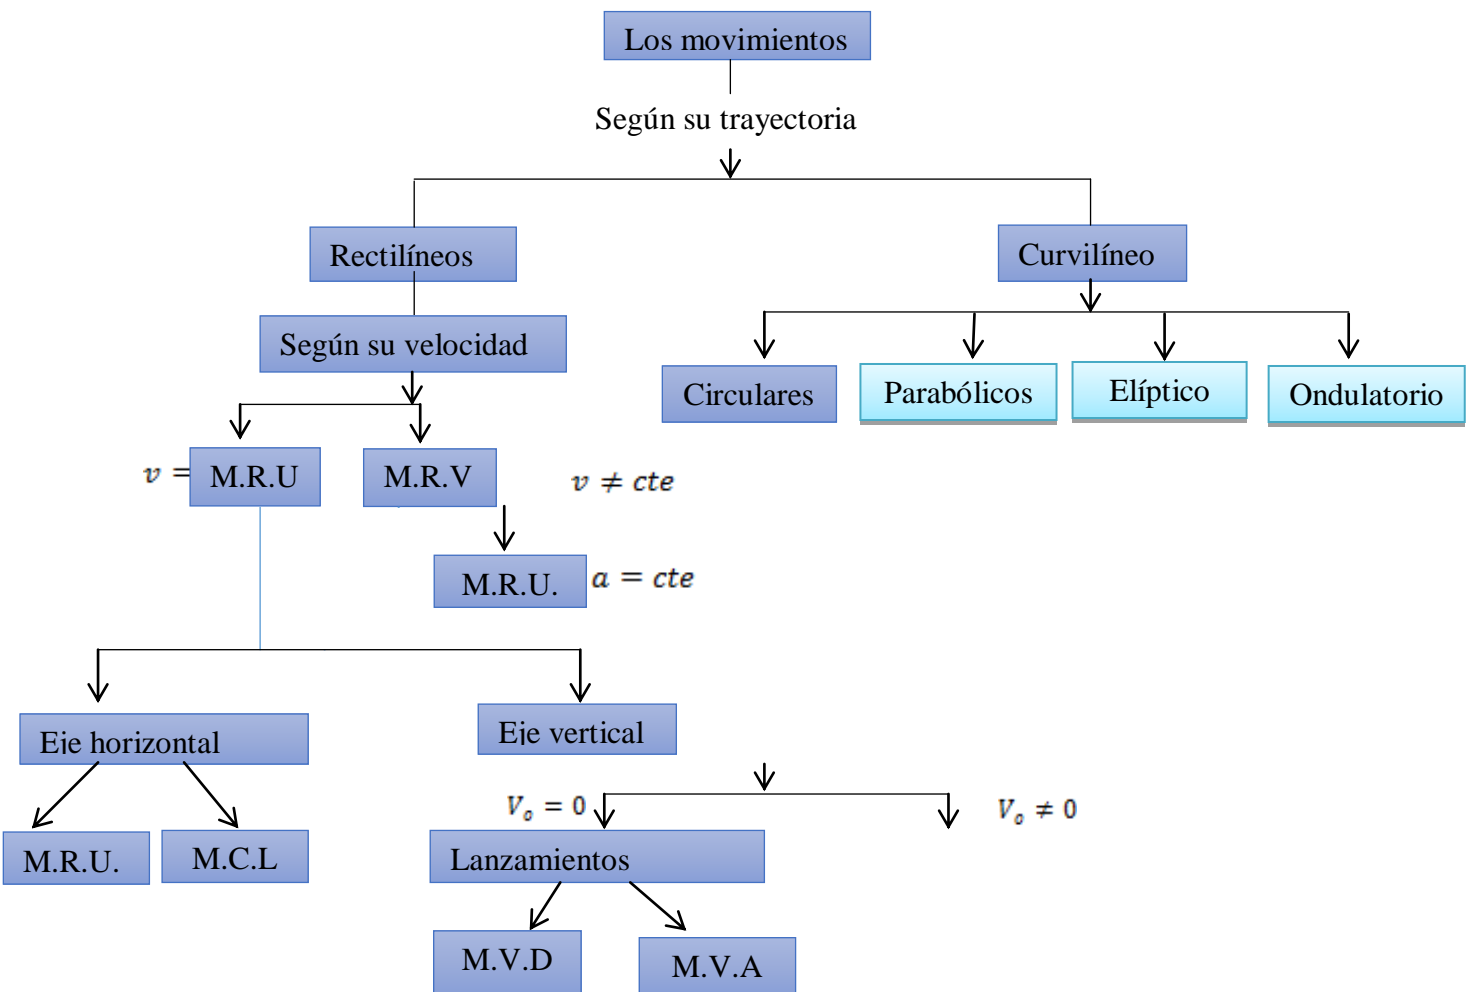 Los movimientos
Según su trayectoria
Rectilíneos
Curvilíneo
Según su velocidad
Circulares
Parabólicos
Elíptico
Ondulatorio
v =
M.R.U
M.R.V
v ≠ cte
M.R.U.
a = cte
Eje horizontal
Eje vertical
V₀ = 0
V₀ ≠ 0
M.R.U.
M.C.L
Lanzamientos
M.V.D
M.V.A